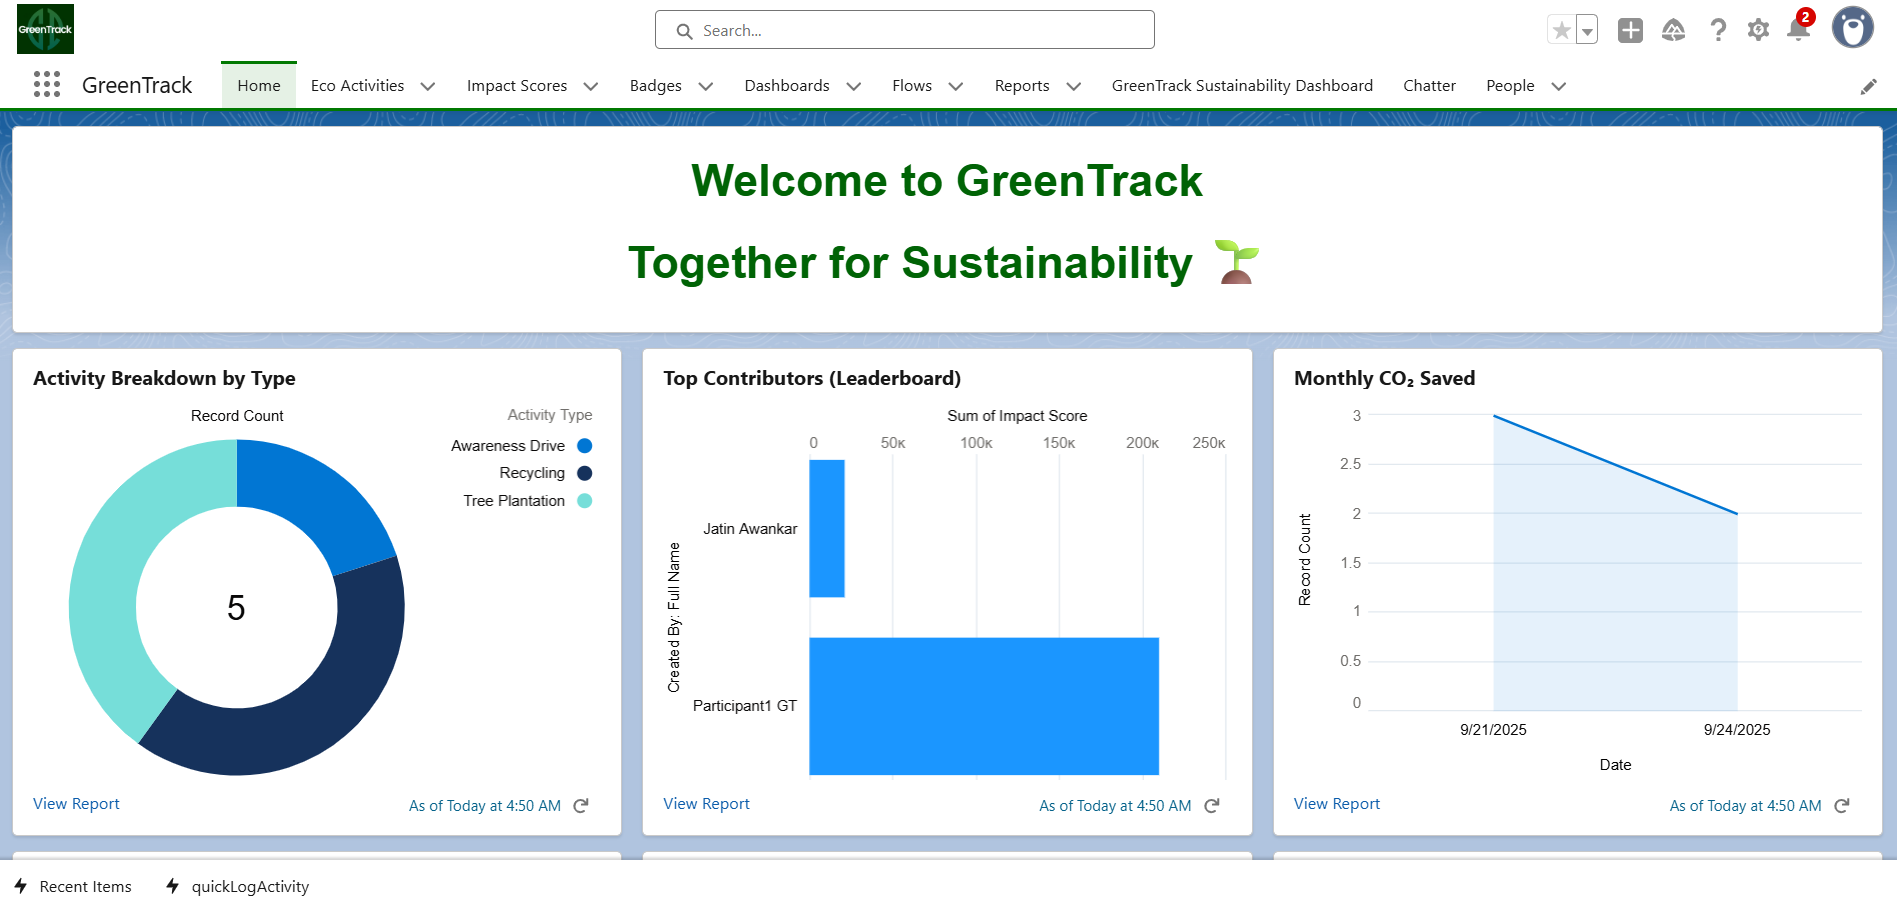 GreenTrack
Search...
2
GreenTrack
Home
Eco Activities
Impact Scores
Badges
Dashboards
Flows
Reports
GreenTrack Sustainability Dashboard
Chatter
People
Welcome to GreenTrack
Together for Sustainability 🌱
Activity Breakdown by Type
Record Count
Activity Type
Awareness Drive
Recycling
Tree Plantation
5
View Report
As of Today at 4:50 AM
Top Contributors (Leaderboard)
Sum of Impact Score
0 50K 100K 150K 200K 250K
Created By: Full Name
Jatin Awankar
Participant1 GT
View Report
As of Today at 4:50 AM
Monthly CO₂ Saved
Record Count
3
2.5
2
1.5
1
0.5
0
9/21/2025 9/24/2025
Date
View Report
As of Today at 4:50 AM
Recent Items
quickLogActivity